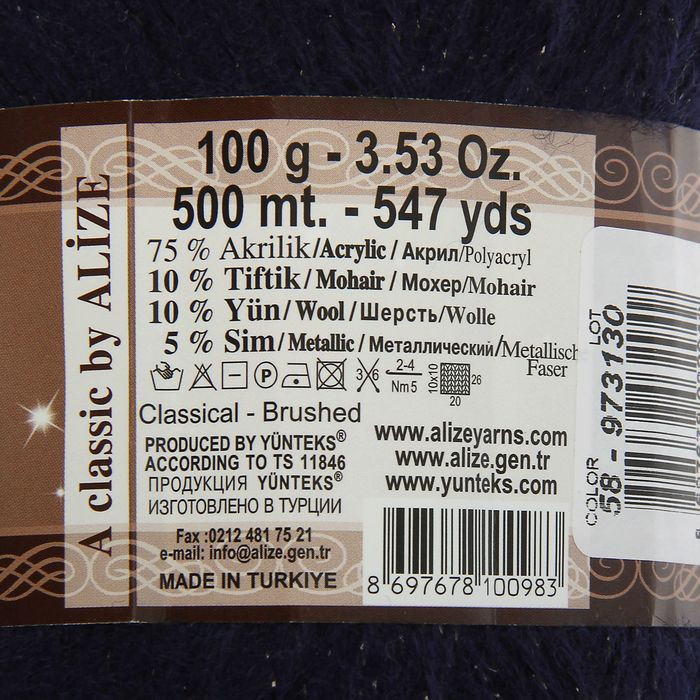 A classic by ALİZE
100 g - 3.53 Oz.
500 mt. - 547 yds
75 % Akrilik/Acrylic / Акрил/Polyacryl
10 % Tiftik/Mohair / Мохер/Mohair
10 % Yün/Wool/Шерсть/Wolle
5 % Sim/Metallic/Металлический/Metallisch
Faser
P
3 6
2-4
Nm 5
10x10
26
20
Classical - Brushed
PRODUCED BY YÜNTEKS®
ACCORDING TO TS 11846
ПРОДУКЦИЯ YÜNTEKS®
ИЗГОТОВЛЕНО В ТУРЦИИ
Fax :0212 481 75 21
e-mail: info@alize.gen.tr
MADE IN TURKIYE
www.alizeyarns.com
www.alize.gen.tr
www.yunteks.com
8 697678 100983
COLOR LOT
58 - 973130